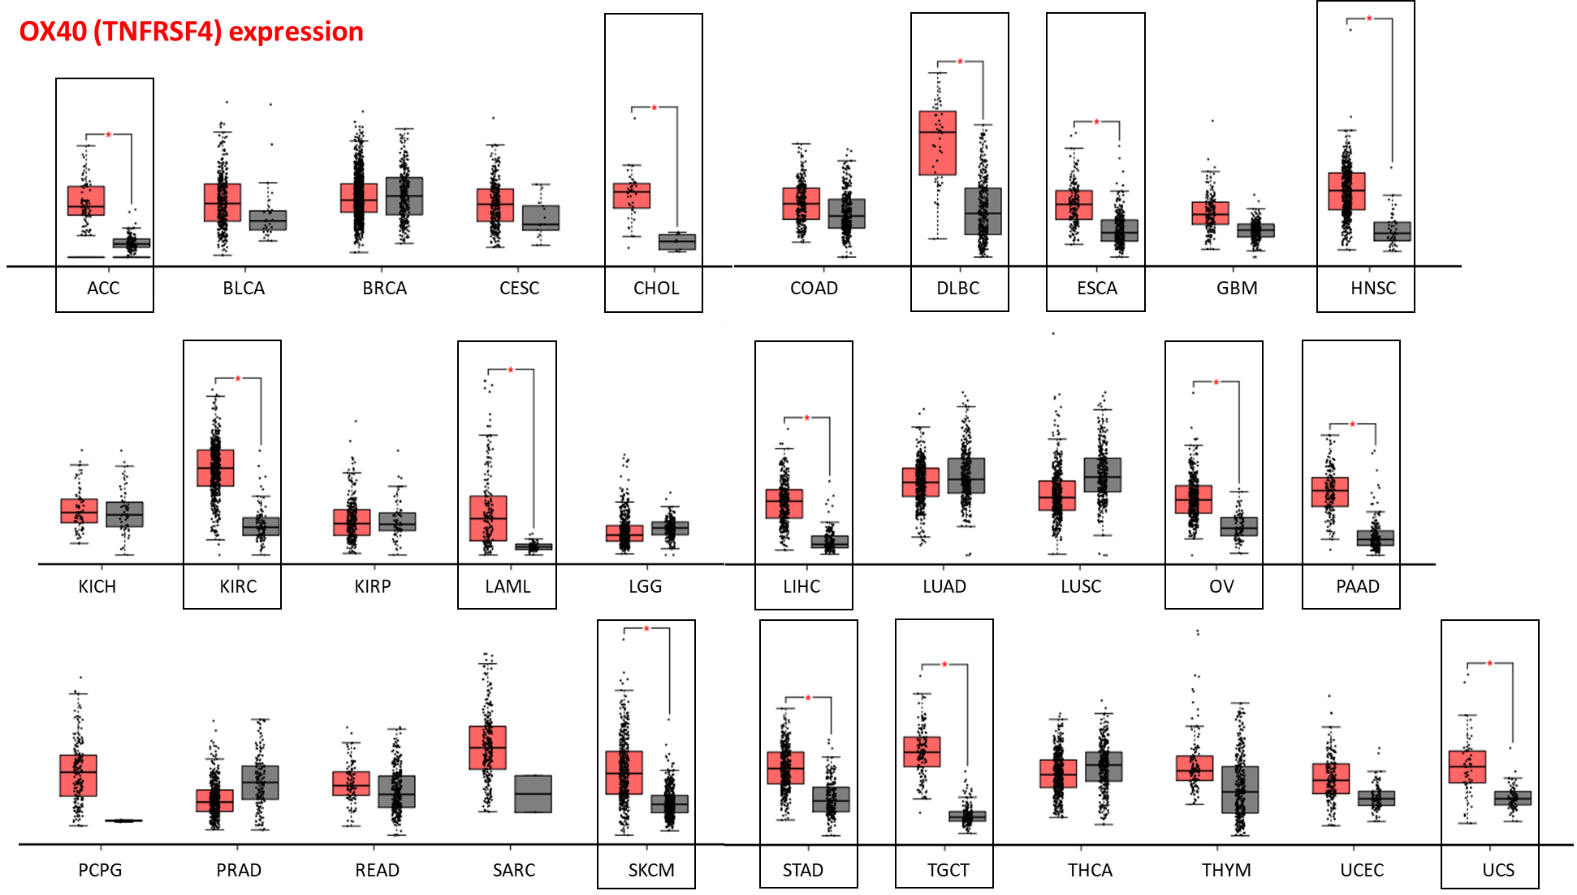 OX40 (TNFRSF4) expression
* * * * *
ACC BLCA BRCA CESC CHOL COAD DLBC ESCA GBM HNSC
* * * * *
KICH KIRC KIRP LAML LGG LIHC LUAD LUSC OV PAAD
* * * *
PCPG PRAD READ SARC SKCM STAD TGCT THCA THYM UCEC UCS